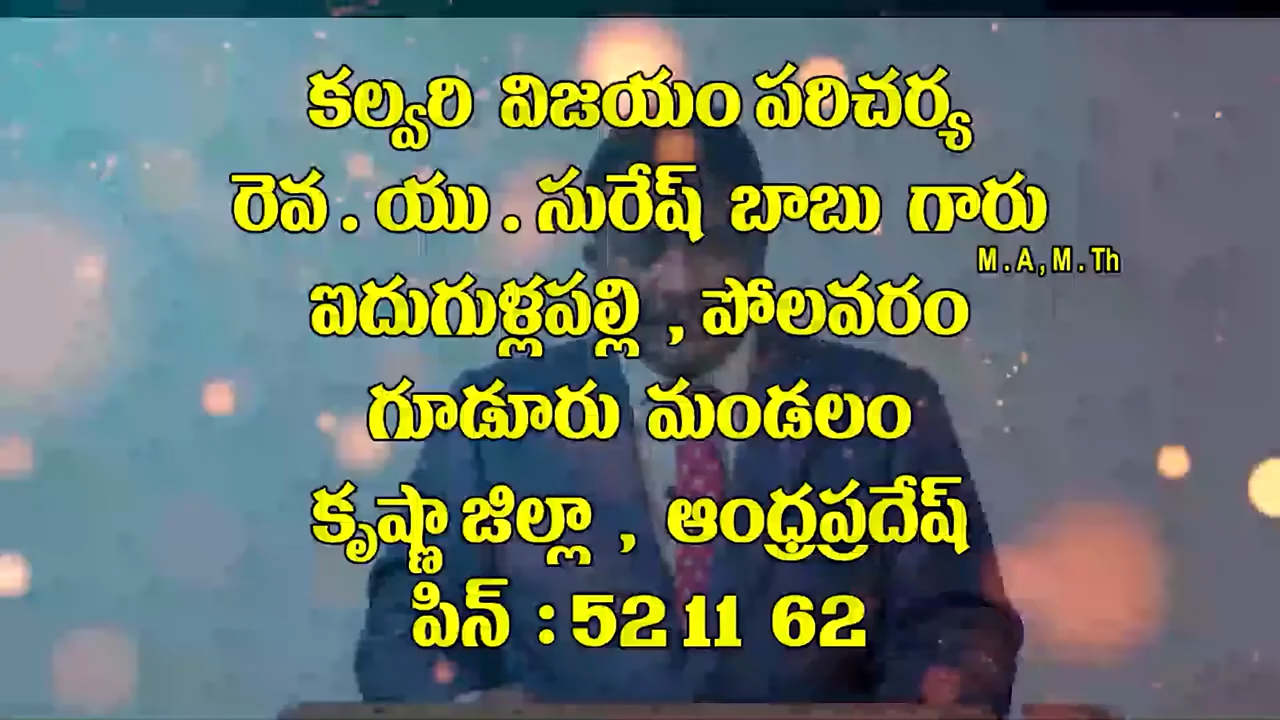 కల్వరి విజయం పరిచర్య
రెవ . యు . సురేష్ బాబు గారు
M . A , M . Th
ఐదుగుళ్లపల్లి , పోలవరం
గూడూరు మండలం
కృష్ణా జిల్లా , ఆంధ్రప్రదేష్
పిన్ : 52 11 62